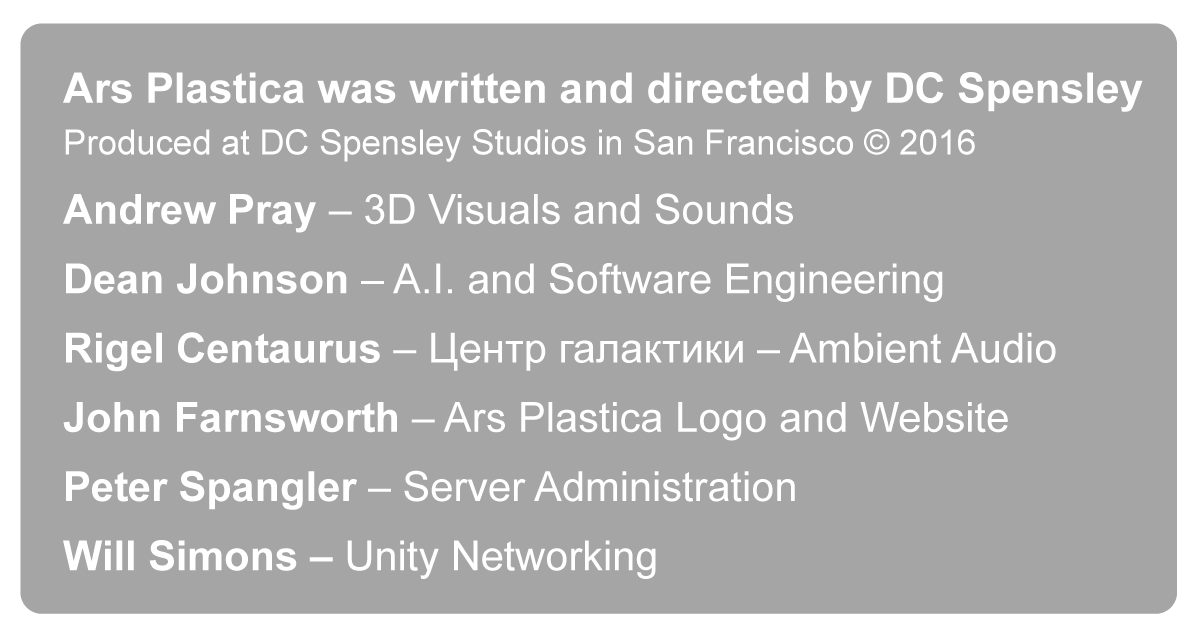 Ars Plastica was written and directed by DC Spensley
Produced at DC Spensley Studios in San Francisco © 2016
Andrew Pray – 3D Visuals and Sounds
Dean Johnson – A.I. and Software Engineering
Rigel Centaurus – Центр галактики – Ambient Audio
John Farnsworth – Ars Plastica Logo and Website
Peter Spangler – Server Administration
Will Simons – Unity Networking